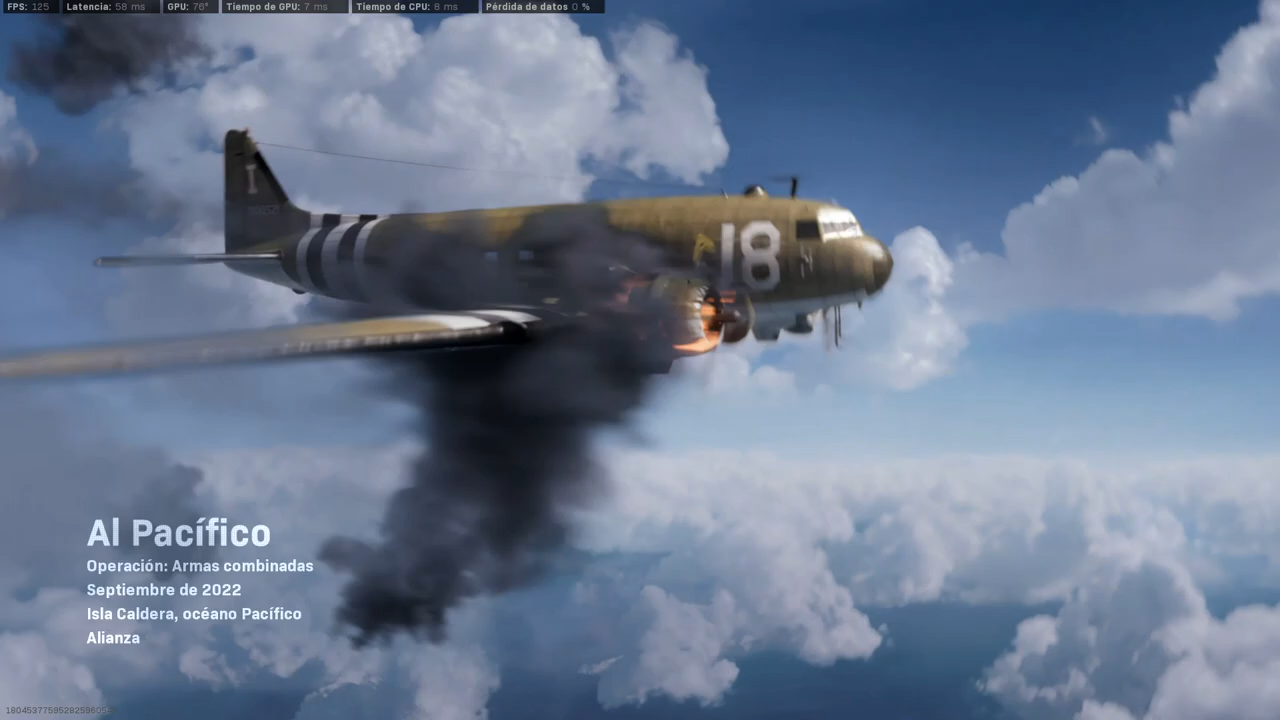 FPS: 125 Latencia: 58 ms GPU: 76° Tiempo de GPU: 7 ms Tiempo de CPU: 8 ms Pérdida de datos 0 %
I
18
Al Pacífico
Operación: Armas combinadas
Septiembre de 2022
Isla Caldera, océano Pacífico
Alianza